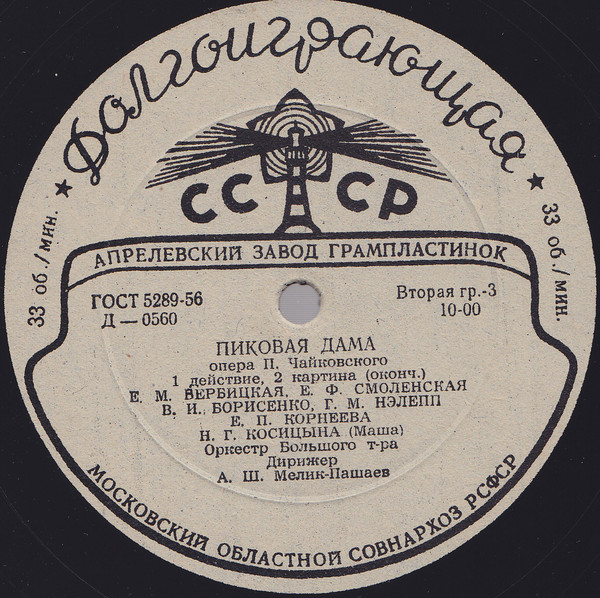 Долгоиграющая
★ 33 об./мин.
★ 33 об./мин.
СССР
АПРЕЛЕВСКИЙ ЗАВОД ГРАМПЛАСТИНОК
ГОСТ 5289-56
Д — 0560
Вторая гр.-3
10-00
ПИКОВАЯ ДАМА
опера П. Чайковского
1 действие, 2 картина (оконч.)
Е. М. ВЕРБИЦКАЯ, Е. Ф. СМОЛЕНСКАЯ
В. И. БОРИСЕНКО, Г. М. НЭЛЕПП
Е. П. КОРНЕЕВА
Н. Г. КОСИЦЫНА (Маша)
Оркестр Большого т-ра
Дирижер
А. Ш. Мелик-Пашаев
МОСКОВСКИЙ ОБЛАСТНОЙ СОВНАРХОЗ РСФСР